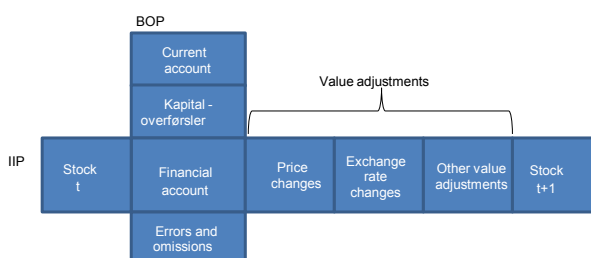 BOP
Current
account
Value adjustments
Kapital -
overførsler
IIP
Stock
t
Financial
account
Price
changes
Exchange
rate
changes
Other value
adjustments
Stock
t+1
Errors and
omissions